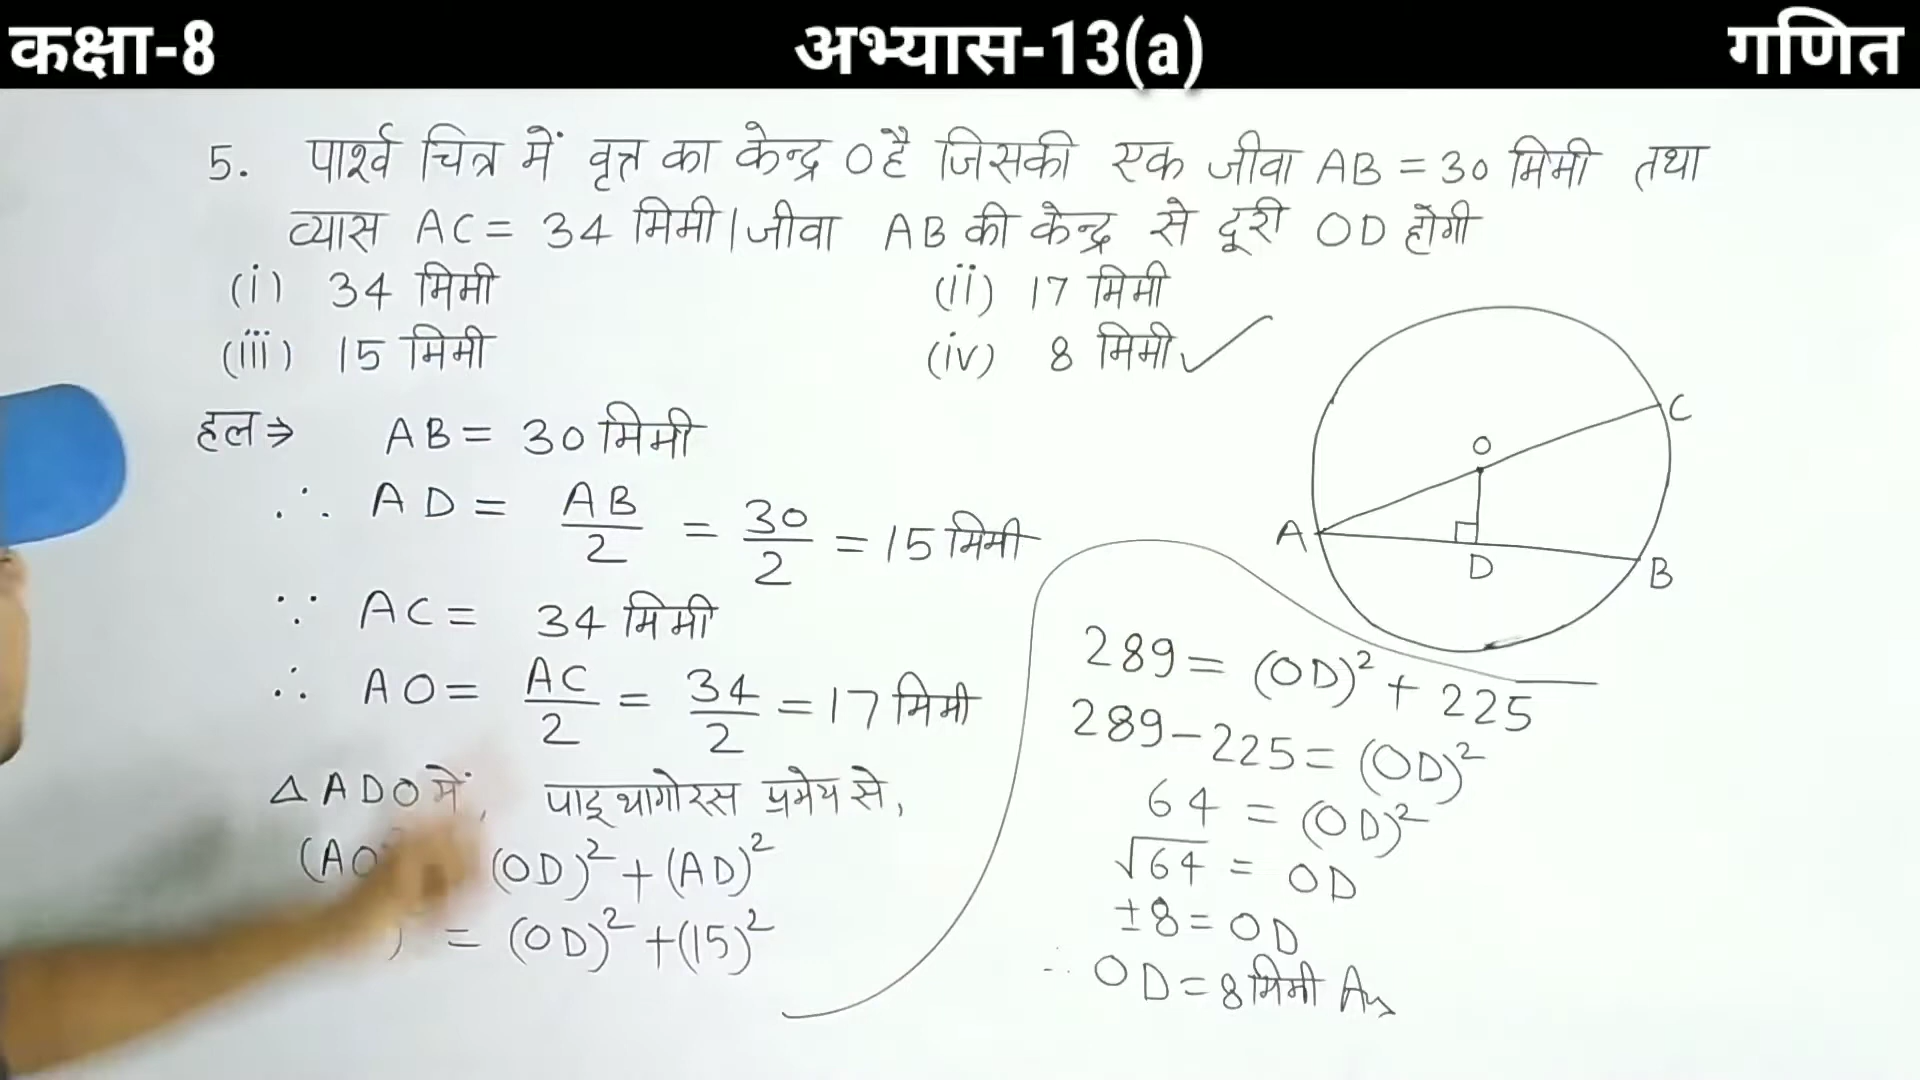 कक्षा-8 अभ्यास-13(a) गणित
5. पार्श्व चित्र में वृत्त का केन्द्र O है जिसकी एक जीवा AB = 30 मिमी तथा
व्यास AC = 34 मिमी। जीवा AB की केन्द्र से दूरी OD होगी
(i) 34 मिमी (ii) 17 मिमी
(iii) 15 मिमी (iv) 8 मिमी ✓
हल ⇒ AB = 30 मिमी
∴ AD = AB/2 = 30/2 = 15 मिमी
∵ AC = 34 मिमी
∴ AO = AC/2 = 34/2 = 17 मिमी
△ ADO में, पाइथागोरस प्रमेय से,
(AO (OD)² + (AD)²
) = (OD)² + (15)²
289 = (OD)² + 225
289 - 225 = (OD)²
64 = (OD)²
√64 = OD
±8 = OD
∴ OD = 8 मिमी Ans
C
O
A
D
B